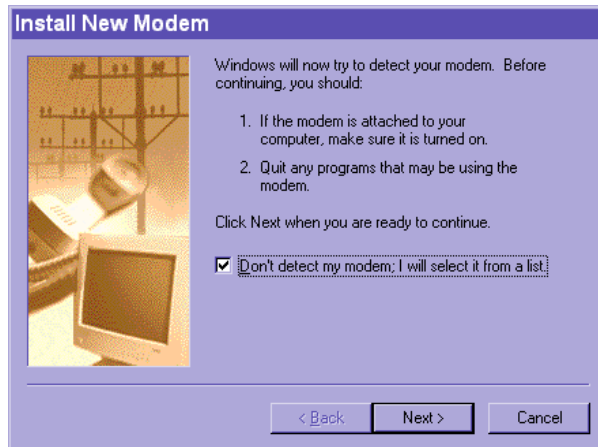 Install New Modem
Windows will now try to detect your modem. Before
continuing, you should:
1. If the modem is attached to your
computer, make sure it is turned on.
2. Quit any programs that may be using the
modem.
Click Next when you are ready to continue.
Don't detect my modem; I will select it from a list.
< Back
Next >
Cancel